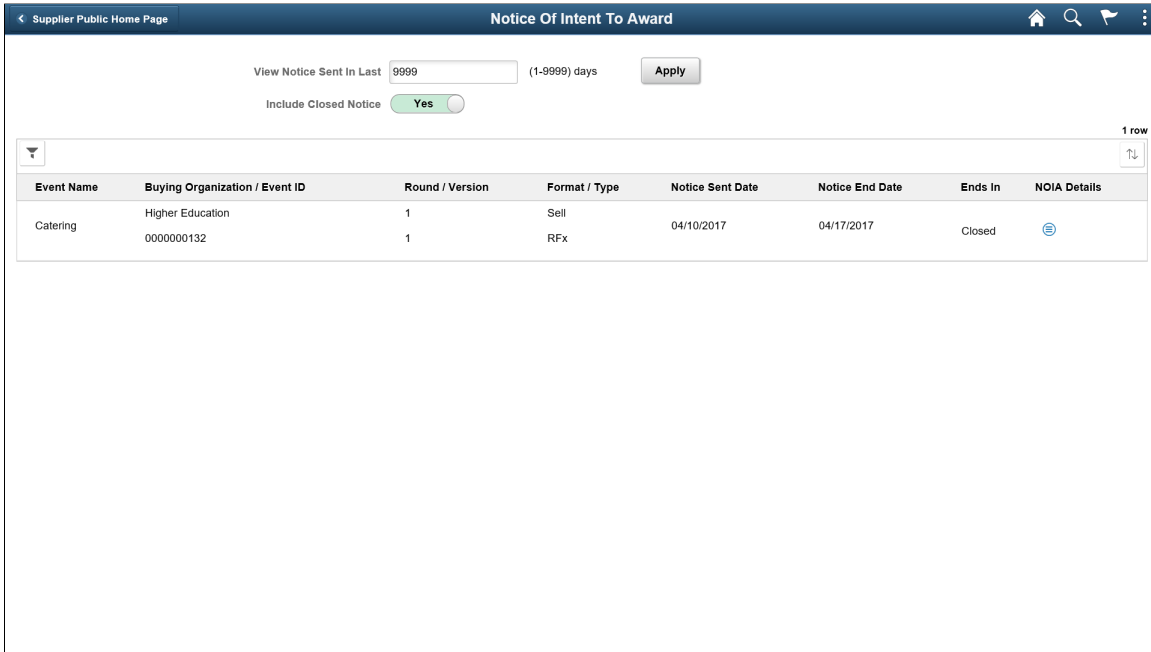 Supplier Public Home Page
Notice Of Intent To Award
View Notice Sent In Last 9999 (1-9999) days Apply
Include Closed Notice Yes
1 row
Event Name Buying Organization / Event ID Round / Version Format / Type Notice Sent Date Notice End Date Ends In NOIA Details
Catering Higher Education 1 Sell 04/10/2017 04/17/2017 Closed
0000000132 1 RFx